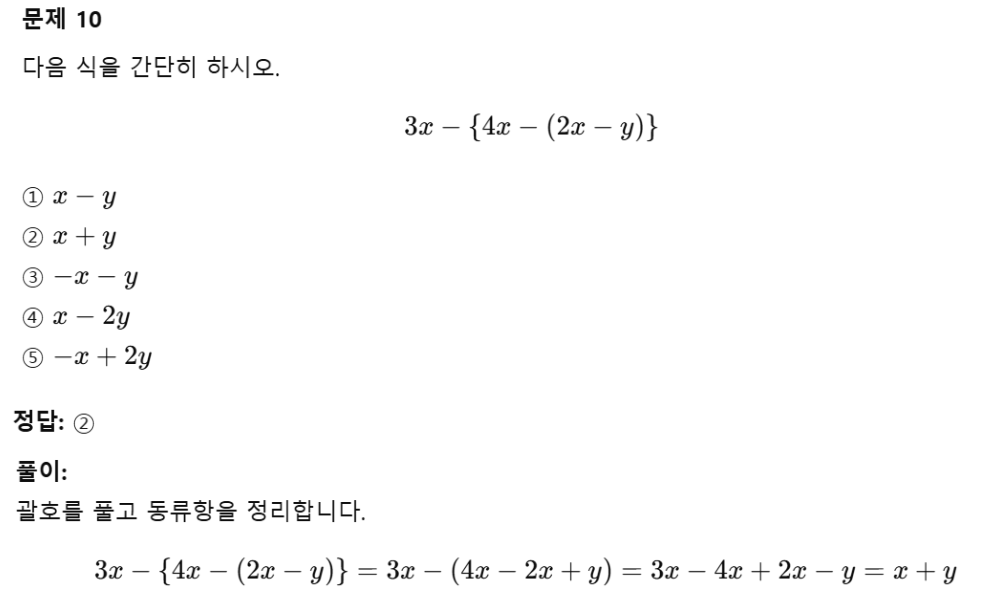 문제 10
다음 식을 간단히 하시오.
3x − {4x − (2x − y)}
① x − y
② x + y
③ −x − y
④ x − 2y
⑤ −x + 2y
정답: ②
풀이:
괄호를 풀고 동류항을 정리합니다.
3x − {4x − (2x − y)} = 3x − (4x − 2x + y) = 3x − 4x + 2x − y = x + y